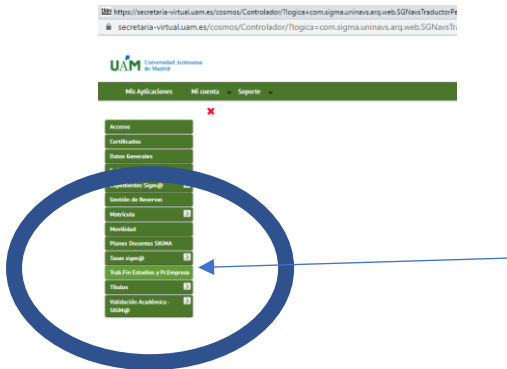 https://secretaria-virtual.uam.es/cosmos/Controlador/?logica=com.sigma.uninavs.arq.web.SGNavsTraductorPe
secretaria-virtual.uam.es/cosmos/Controlador/?logica=com.sigma.uninavs.arq.web.SGNavsTra
UAM Universidad Autónoma
de Madrid
Mis Aplicaciones Mi cuenta Soporte
Accesos
Certificados
Datos Generales
Expedientes Sigm@
Gestión de Reservas
Matrícula
Movilidad
Planes Docentes SIGMA
Tasas sigm@
Trab.Fin Estudios y Pr.Empresa
Títulos
Validación Académica -
SIGM@